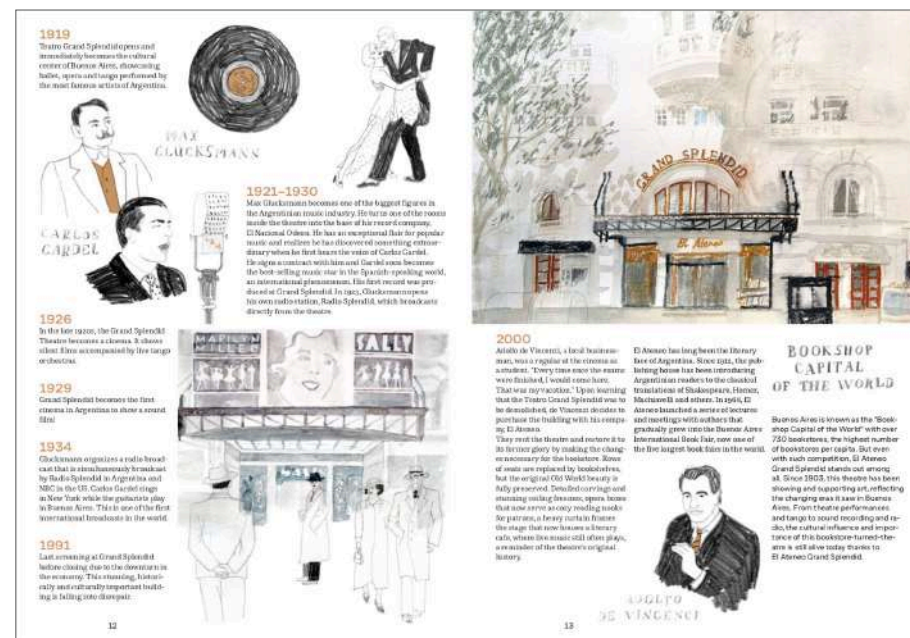 1919
Teatro Grand Splendid opens and
immediately becomes the cultural
center of Buenos Aires, showcasing
ballet, opera and tango performed by
the most famous artists of Argentina.
MAX
GLUCKSMANN
CARLOS
GARDEL
1921–1930
Max Glucksmann becomes one of the biggest figures in
the Argentinian music industry. He turns one of the rooms
inside the theatre into the base of his record company,
El Nacional Odeon. He has an exceptional flair for popular
music and realizes he has discovered something extraor-
dinary when he first hears the voice of Carlos Gardel.
He signs a contract with him and Gardel soon becomes
the best-selling music star in the Spanish-speaking world,
an international phenomenon. His first record was pro-
duced at Grand Splendid. In 1923, Glucksmann opens
his own radio station, Radio Splendid, which broadcasts
directly from the theatre.
1926
In the late 1920s, the Grand Splendid
Theatre becomes a cinema. It shows
silent films accompanied by live tango
orchestras.
1929
Grand Splendid becomes the first
cinema in Argentina to show a sound
film!
1934
Glucksmann organizes a radio broad-
cast that is simultaneously broadcast
by Radio Splendid in Argentina and
NBC in the US. Carlos Gardel sings
in New York while the guitarists play
in Buenos Aires. This is one of the first
international broadcasts in the world.
1991
Last screening at Grand Splendid
before closing due to the downturn in
the economy. This stunning, histori-
cally and culturally important build-
ing is falling into disrepair.
MARILYN
MILLER
SALLY
12
GRAND SPLENDID
El Ateneo
2000
Adolfo de Vincenzi, a local business-
man, was a regular at the cinema as
a student. "Every time once the exams
were finished, I would come here.
That was my vacation." Upon learning
that the Teatro Grand Splendid was to
be demolished, de Vincenzi decides to
purchase the building with his compa-
ny, El Ateneo.
They rent the theatre and restore it to
its former glory by making the chang-
es necessary for the bookstore. Rows
of seats are replaced by bookshelves,
but the original Old World beauty is
fully preserved. Detailed carvings and
stunning ceiling frescoes, opera boxes
that now serve as cozy reading nooks
for patrons, a heavy curtain frames
the stage that now houses a literary
cafe, where live music still often plays,
a reminder of the theatre's original
history.
El Ateneo has long been the literary
face of Argentina. Since 1912, the pub-
lishing house has been introducing
Argentinian readers to the classical
translations of Shakespeare, Homer,
Machiavelli and others. In 1966, El
Ateneo launched a series of lectures
and meetings with authors that
gradually grew into the Buenos Aires
International Book Fair, now one of
the five largest book fairs in the world.
BOOKSHOP
CAPITAL
OF THE WORLD
Buenos Aires is known as the "Book-
shop Capital of the World" with over
730 bookstores, the highest number
of bookstores per capita. But even
with such competition, El Ateneo
Grand Splendid stands out among
all. Since 1903, this theatre has been
showing and supporting art, reflecting
the changing eras it saw in Buenos
Aires. From theatre performances
and tango to sound recording and ra-
dio, the cultural influence and impor-
tance of this bookstore-turned-the-
atre is still alive today thanks to
El Ateneo Grand Splendid.
ADOLFO
DE VINCENCI
13